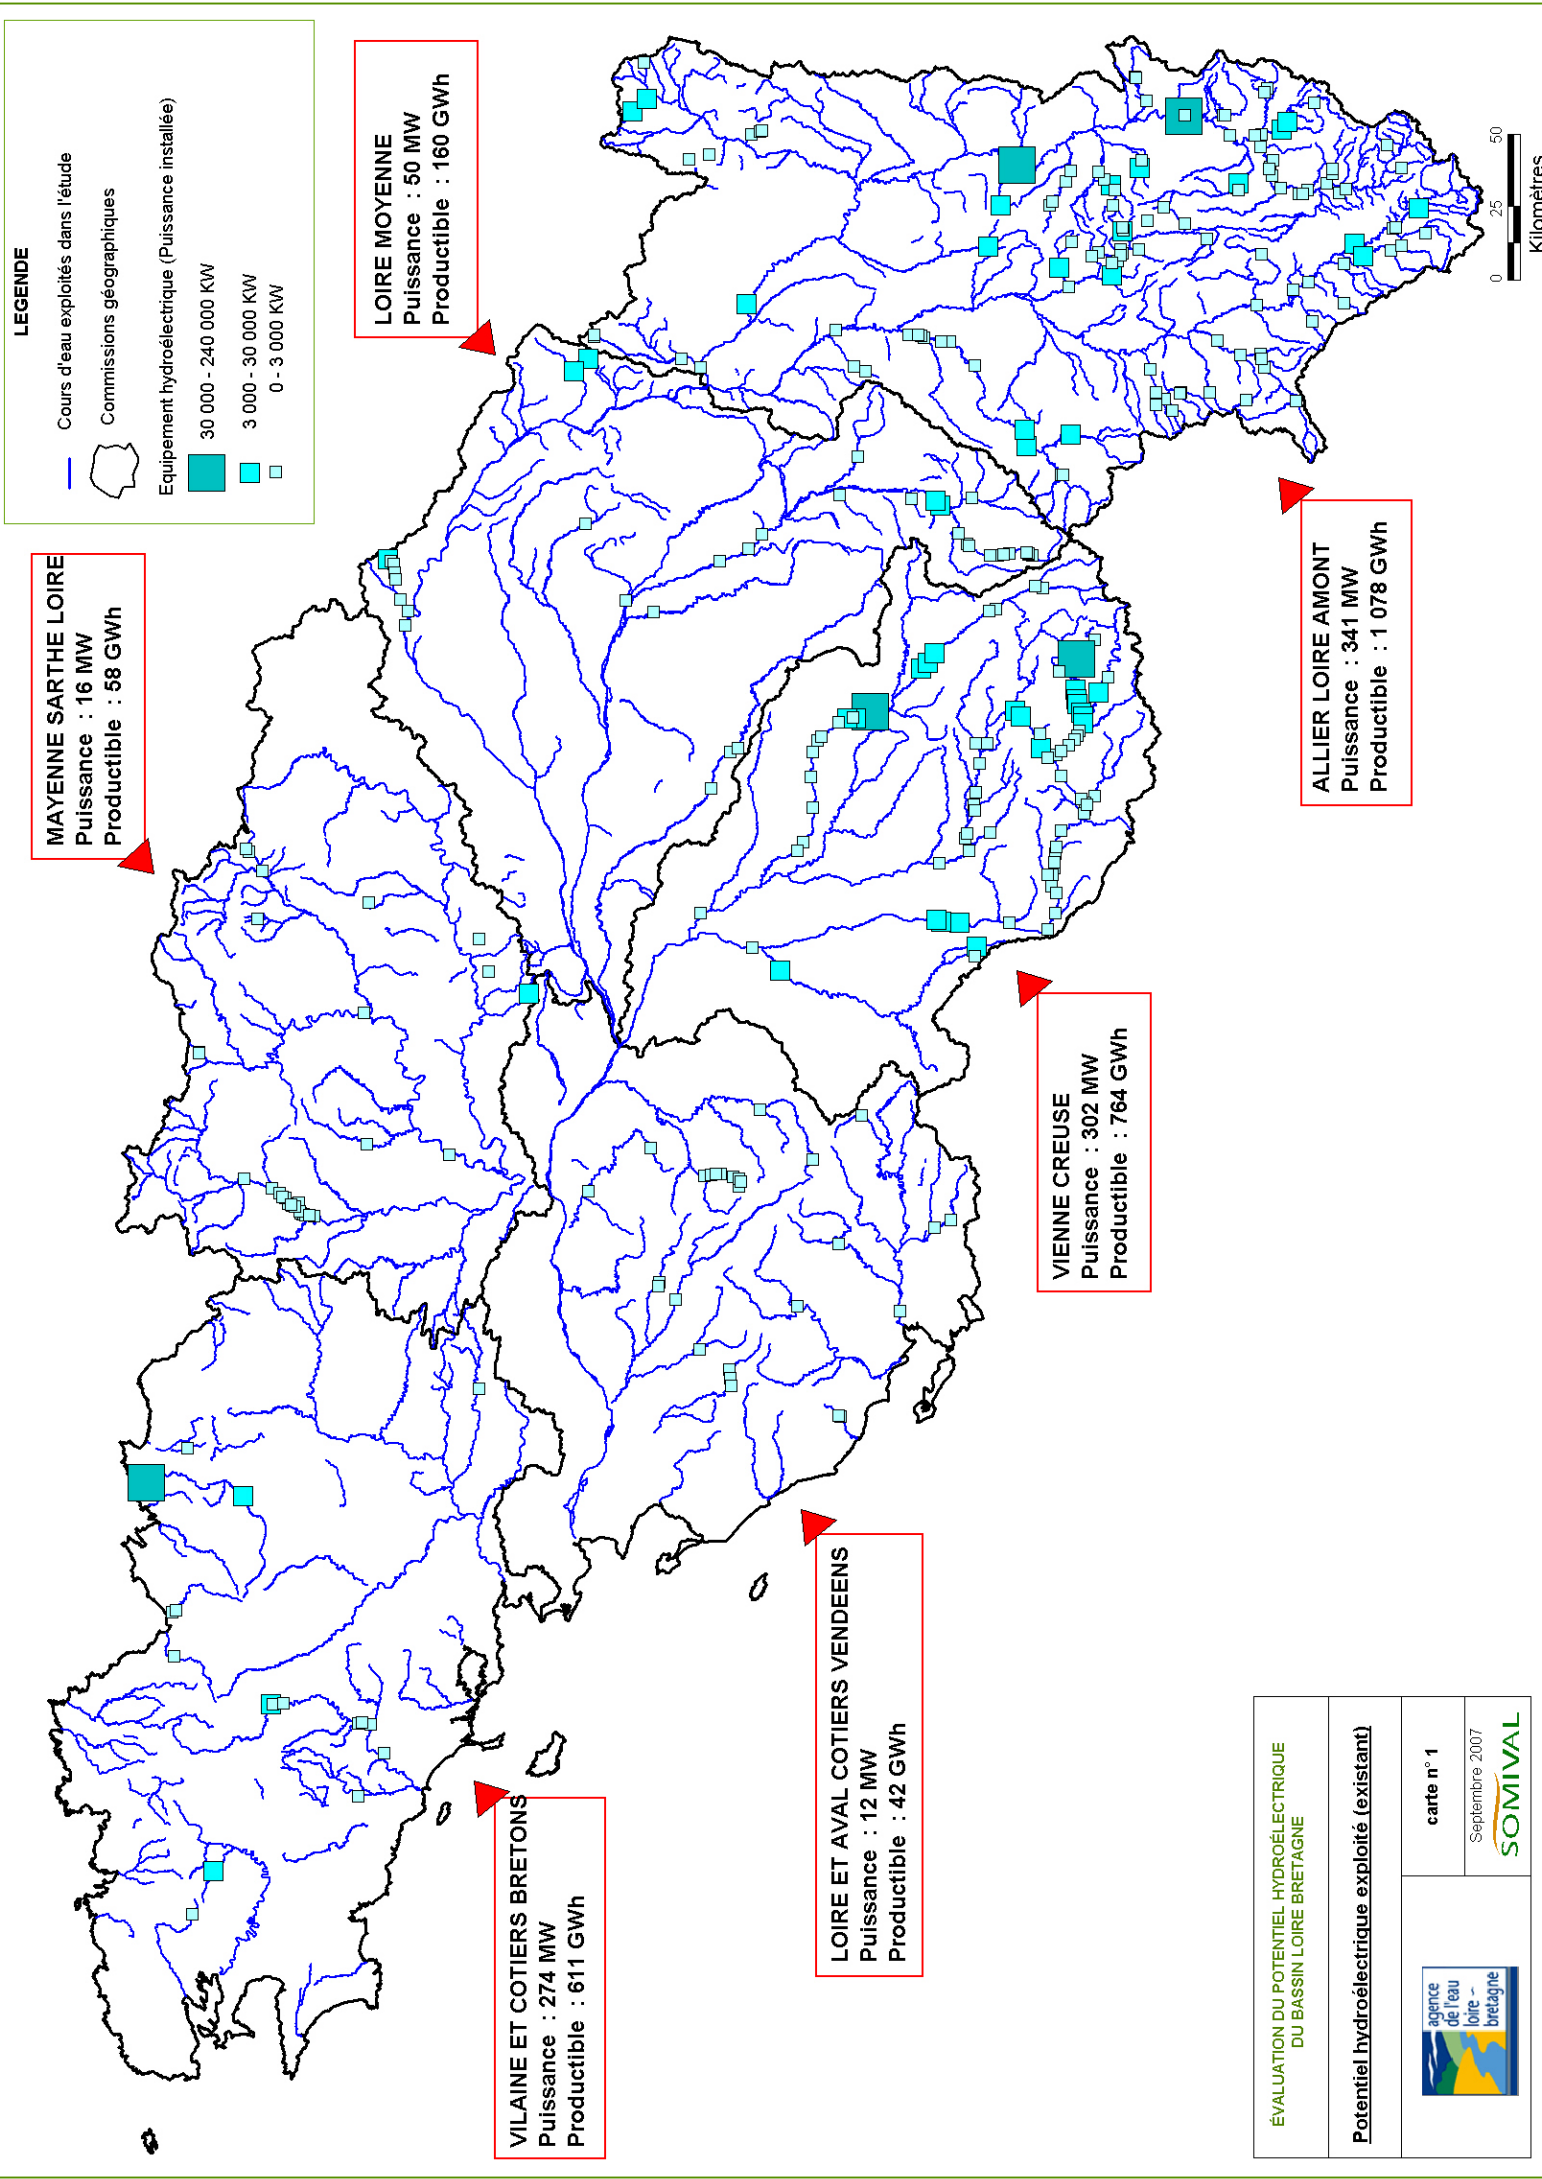 LEGENDE
Cours d'eau exploités dans l'étude
Commissions géographiques
Equipement hydroélectrique (Puissance installée)
30 000 - 240 000 KW
3 000 - 30 000 KW
0 - 3 000 KW
MAYENNE SARTHE LOIRE
Puissance : 16 MW
Productible : 58 GWh
LOIRE MOYENNE
Puissance : 50 MW
Productible : 160 GWh
VILAINE ET COTIERS BRETONS
Puissance : 274 MW
Productible : 611 GWh
LOIRE ET AVAL COTIERS VENDEENS
Puissance : 12 MW
Productible : 42 GWh
VIENNE CREUSE
Puissance : 302 MW
Productible : 764 GWh
ALLIER LOIRE AMONT
Puissance : 341 MW
Productible : 1 078 GWh
0 25 50
Kilomètres
ÉVALUATION DU POTENTIEL HYDROÉLECTRIQUE
DU BASSIN LOIRE BRETAGNE
Potentiel hydroélectrique exploité (existant)
agence
de l'eau
loire –
bretagne
carte n° 1
Septembre 2007
SOMIVAL